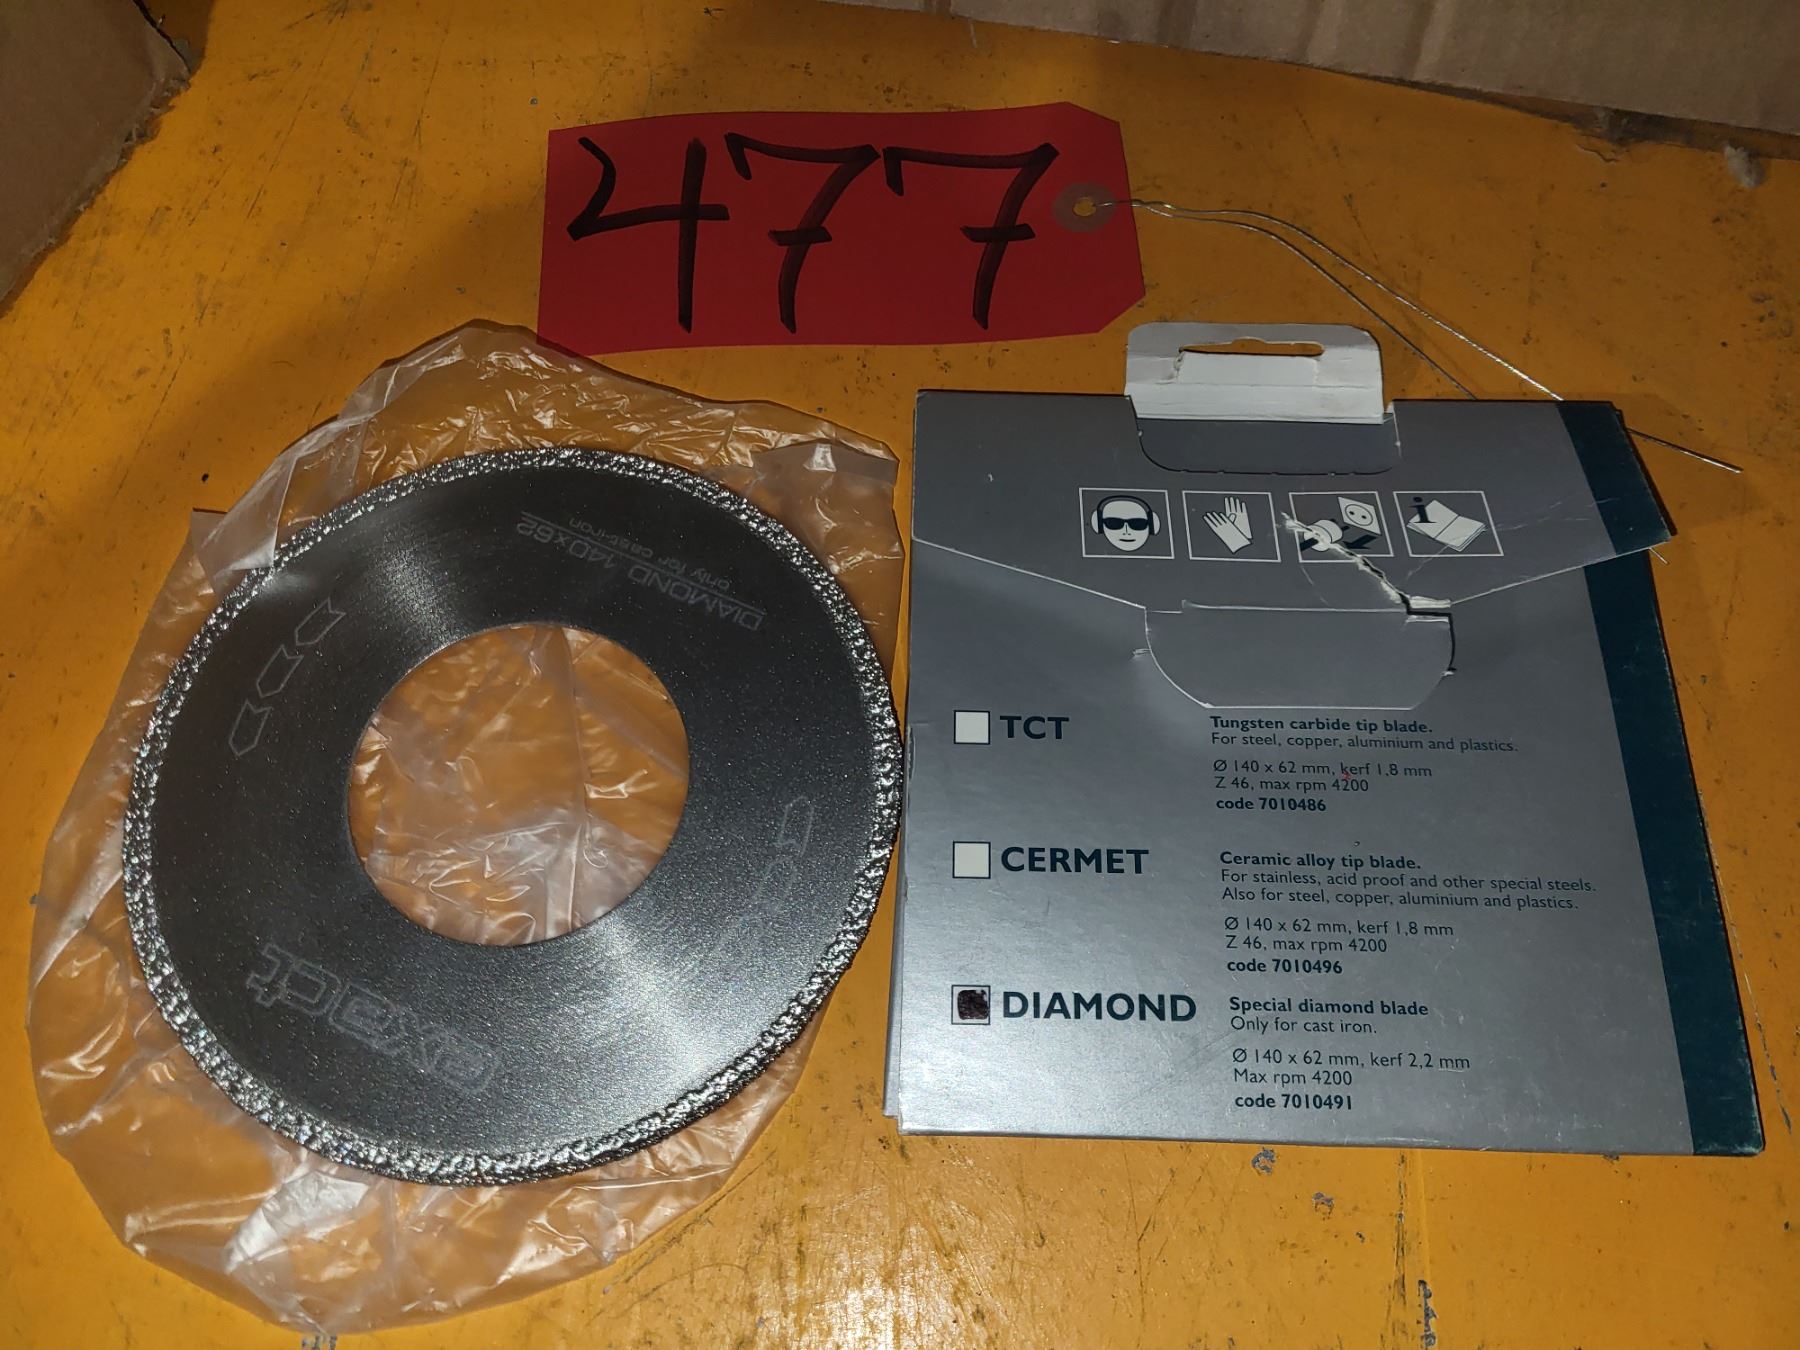 477
DIAMOND 140x62
only for cast-iron
exact
i
TCT
Tungsten carbide tip blade.
For steel, copper, aluminium and plastics.
Ø 140 x 62 mm, kerf 1,8 mm
Z 46, max rpm 4200
code 7010486
CERMET
Ceramic alloy tip blade.
For stainless, acid proof and other special steels.
Also for steel, copper, aluminium and plastics.
Ø 140 x 62 mm, kerf 1,8 mm
Z 46, max rpm 4200
code 7010496
DIAMOND
Special diamond blade
Only for cast iron.
Ø 140 x 62 mm, kerf 2,2 mm
Max rpm 4200
code 7010491